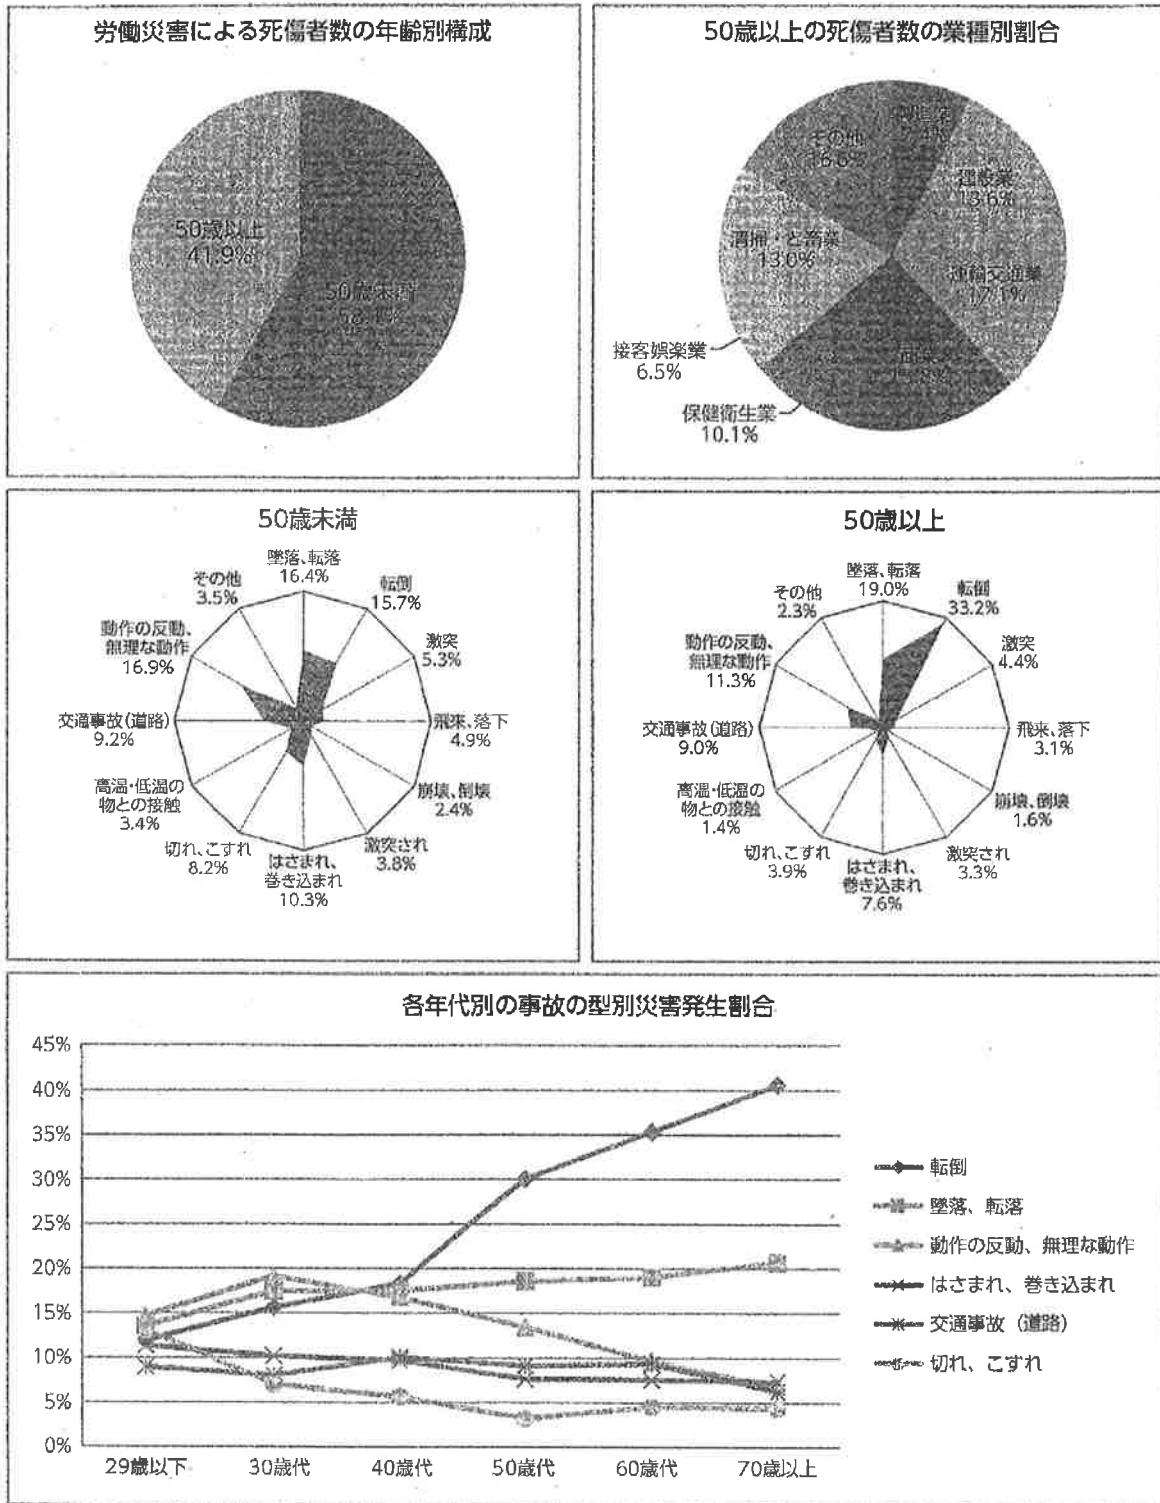 労働災害による死傷者数の年齢別構成
50歳以上
41.9%
50歳未満
50歳以上の死傷者数の業種別割合
その他
16.6%
建設業
13.6%
運輸交通業
17.1%
清掃・と畜業
13.0%
接客娯楽業
6.5%
保健衛生業
10.1%
50歳未満
墜落、転落
16.4%
転倒
15.7%
激突
5.3%
飛来、落下
4.9%
崩壊、倒壊
2.4%
激突され
3.8%
はさまれ、
巻き込まれ
10.3%
切れ、こすれ
8.2%
高温・低温の
物との接触
3.4%
交通事故(道路)
9.2%
動作の反動、
無理な動作
16.9%
その他
3.5%
50歳以上
墜落、転落
19.0%
転倒
33.2%
激突
4.4%
飛来、落下
3.1%
崩壊、倒壊
1.6%
激突され
3.3%
はさまれ、
巻き込まれ
7.6%
切れ、こすれ
3.9%
高温・低温の
物との接触
1.4%
交通事故(道路)
9.0%
動作の反動、
無理な動作
11.3%
その他
2.3%
各年代別の事故の型別災害発生割合
45%
40%
35%
30%
25%
20%
15%
10%
5%
0%
29歳以下
30歳代
40歳代
50歳代
60歳代
70歳以上
転倒
墜落、転落
動作の反動、無理な動作
はさまれ、巻き込まれ
交通事故（道路）
切れ、こすれ